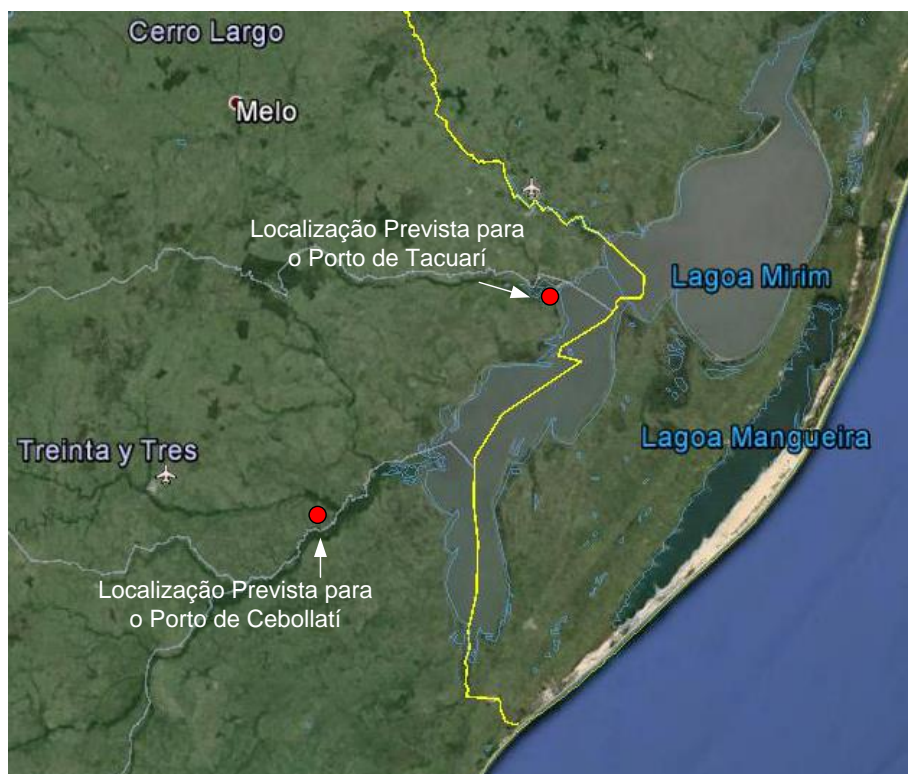 Cerro Largo
Melo
Localização Prevista para
o Porto de Tacuarí
Lagoa Mirim
Lagoa Mangueira
Treinta y Tres
Localização Prevista para
o Porto de Cebollatí